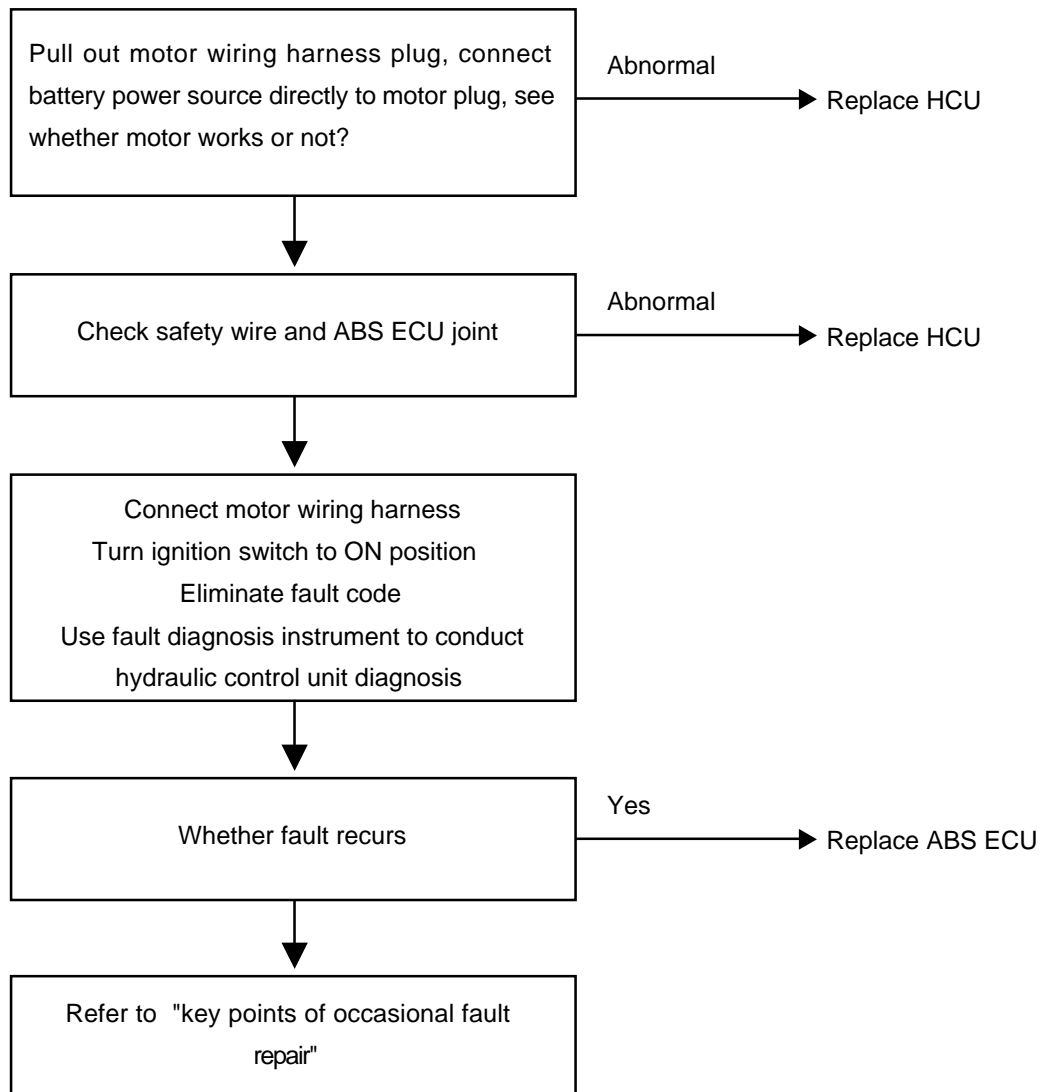 Pull out motor wiring harness plug, connect
battery power source directly to motor plug, see
whether motor works or not?
Abnormal
Replace HCU
Check safety wire and ABS ECU joint
Abnormal
Replace HCU
Connect motor wiring harness
Turn ignition switch to ON position
Eliminate fault code
Use fault diagnosis instrument to conduct
hydraulic control unit diagnosis
Whether fault recurs
Yes
Replace ABS ECU
Refer to "key points of occasional fault
repair"